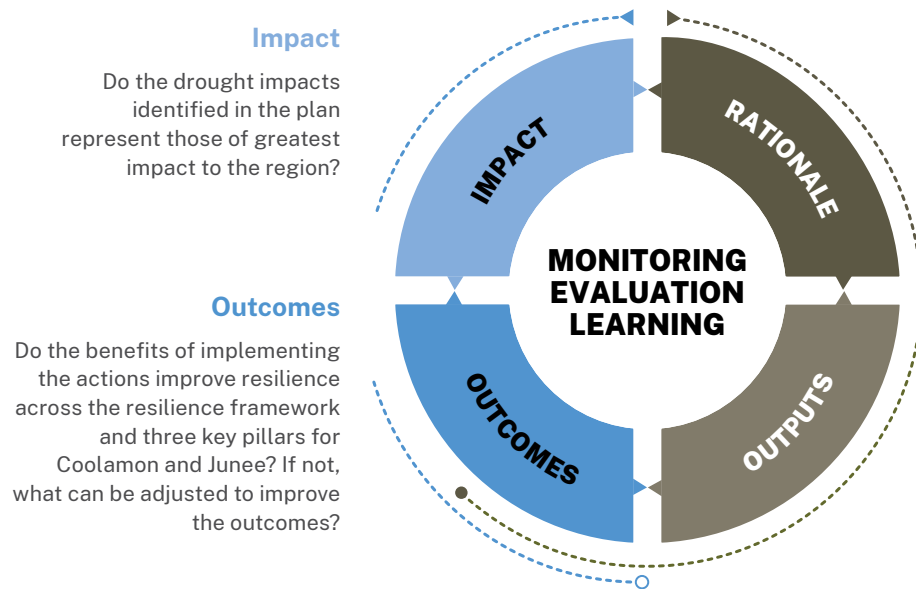 Impact
Do the drought impacts
identified in the plan
represent those of greatest
impact to the region?
Outcomes
Do the benefits of implementing
the actions improve resilience
across the resilience framework
and three key pillars for
Coolamon and Junee? If not,
what can be adjusted to improve
the outcomes?
IMPACT
RATIONALE
MONITORING
EVALUATION
LEARNING
OUTCOMES
OUTPUTS